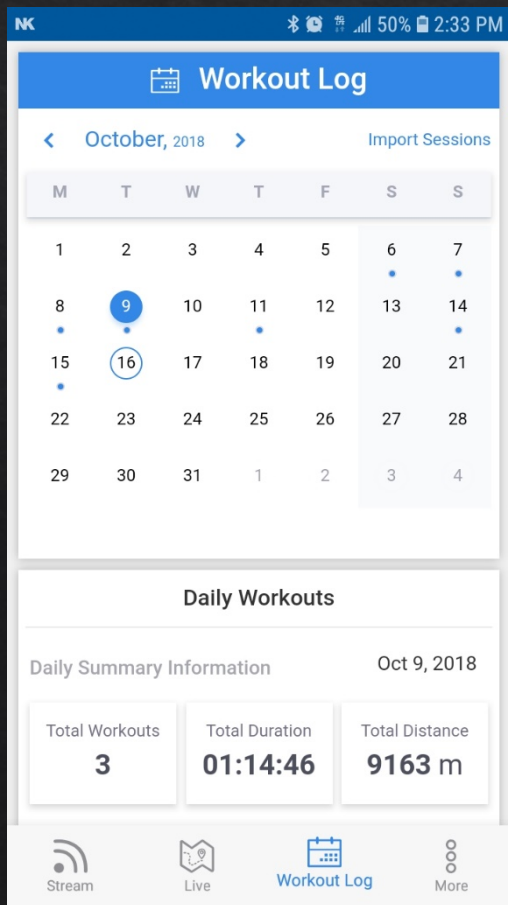 NK 50% 2:33 PM
Workout Log
October, 2018 Import Sessions
M T W T F S S
1 2 3 4 5 6 7
8 9 10 11 12 13 14
15 16 17 18 19 20 21
22 23 24 25 26 27 28
29 30 31 1 2 3 4
Daily Workouts
Daily Summary Information Oct 9, 2018
Total Workouts Total Duration Total Distance
3 01:14:46 9163 m
Stream Live Workout Log More